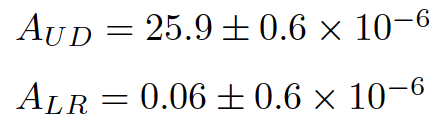 A_{UD} = 25.9 ± 0.6 × 10^{−6}
A_{LR} = 0.06 ± 0.6 × 10^{−6}